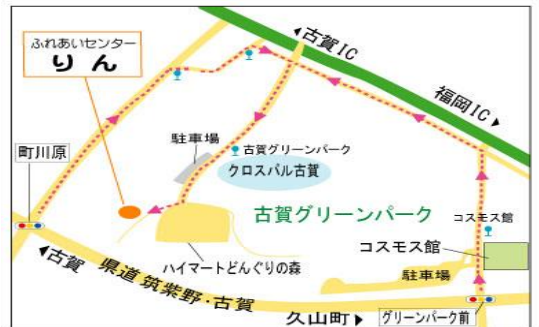 ふれあいセンター
りん
◀古賀IC
福岡IC▶
町川原
駐車場
古賀グリーンパーク
クロスパル古賀
古賀グリーンパーク
コスモス館
コスモス館
駐車場
ハイマートどんぐりの森
◀古賀 県道 筑紫野・古賀
久山町▶
グリーンパーク前